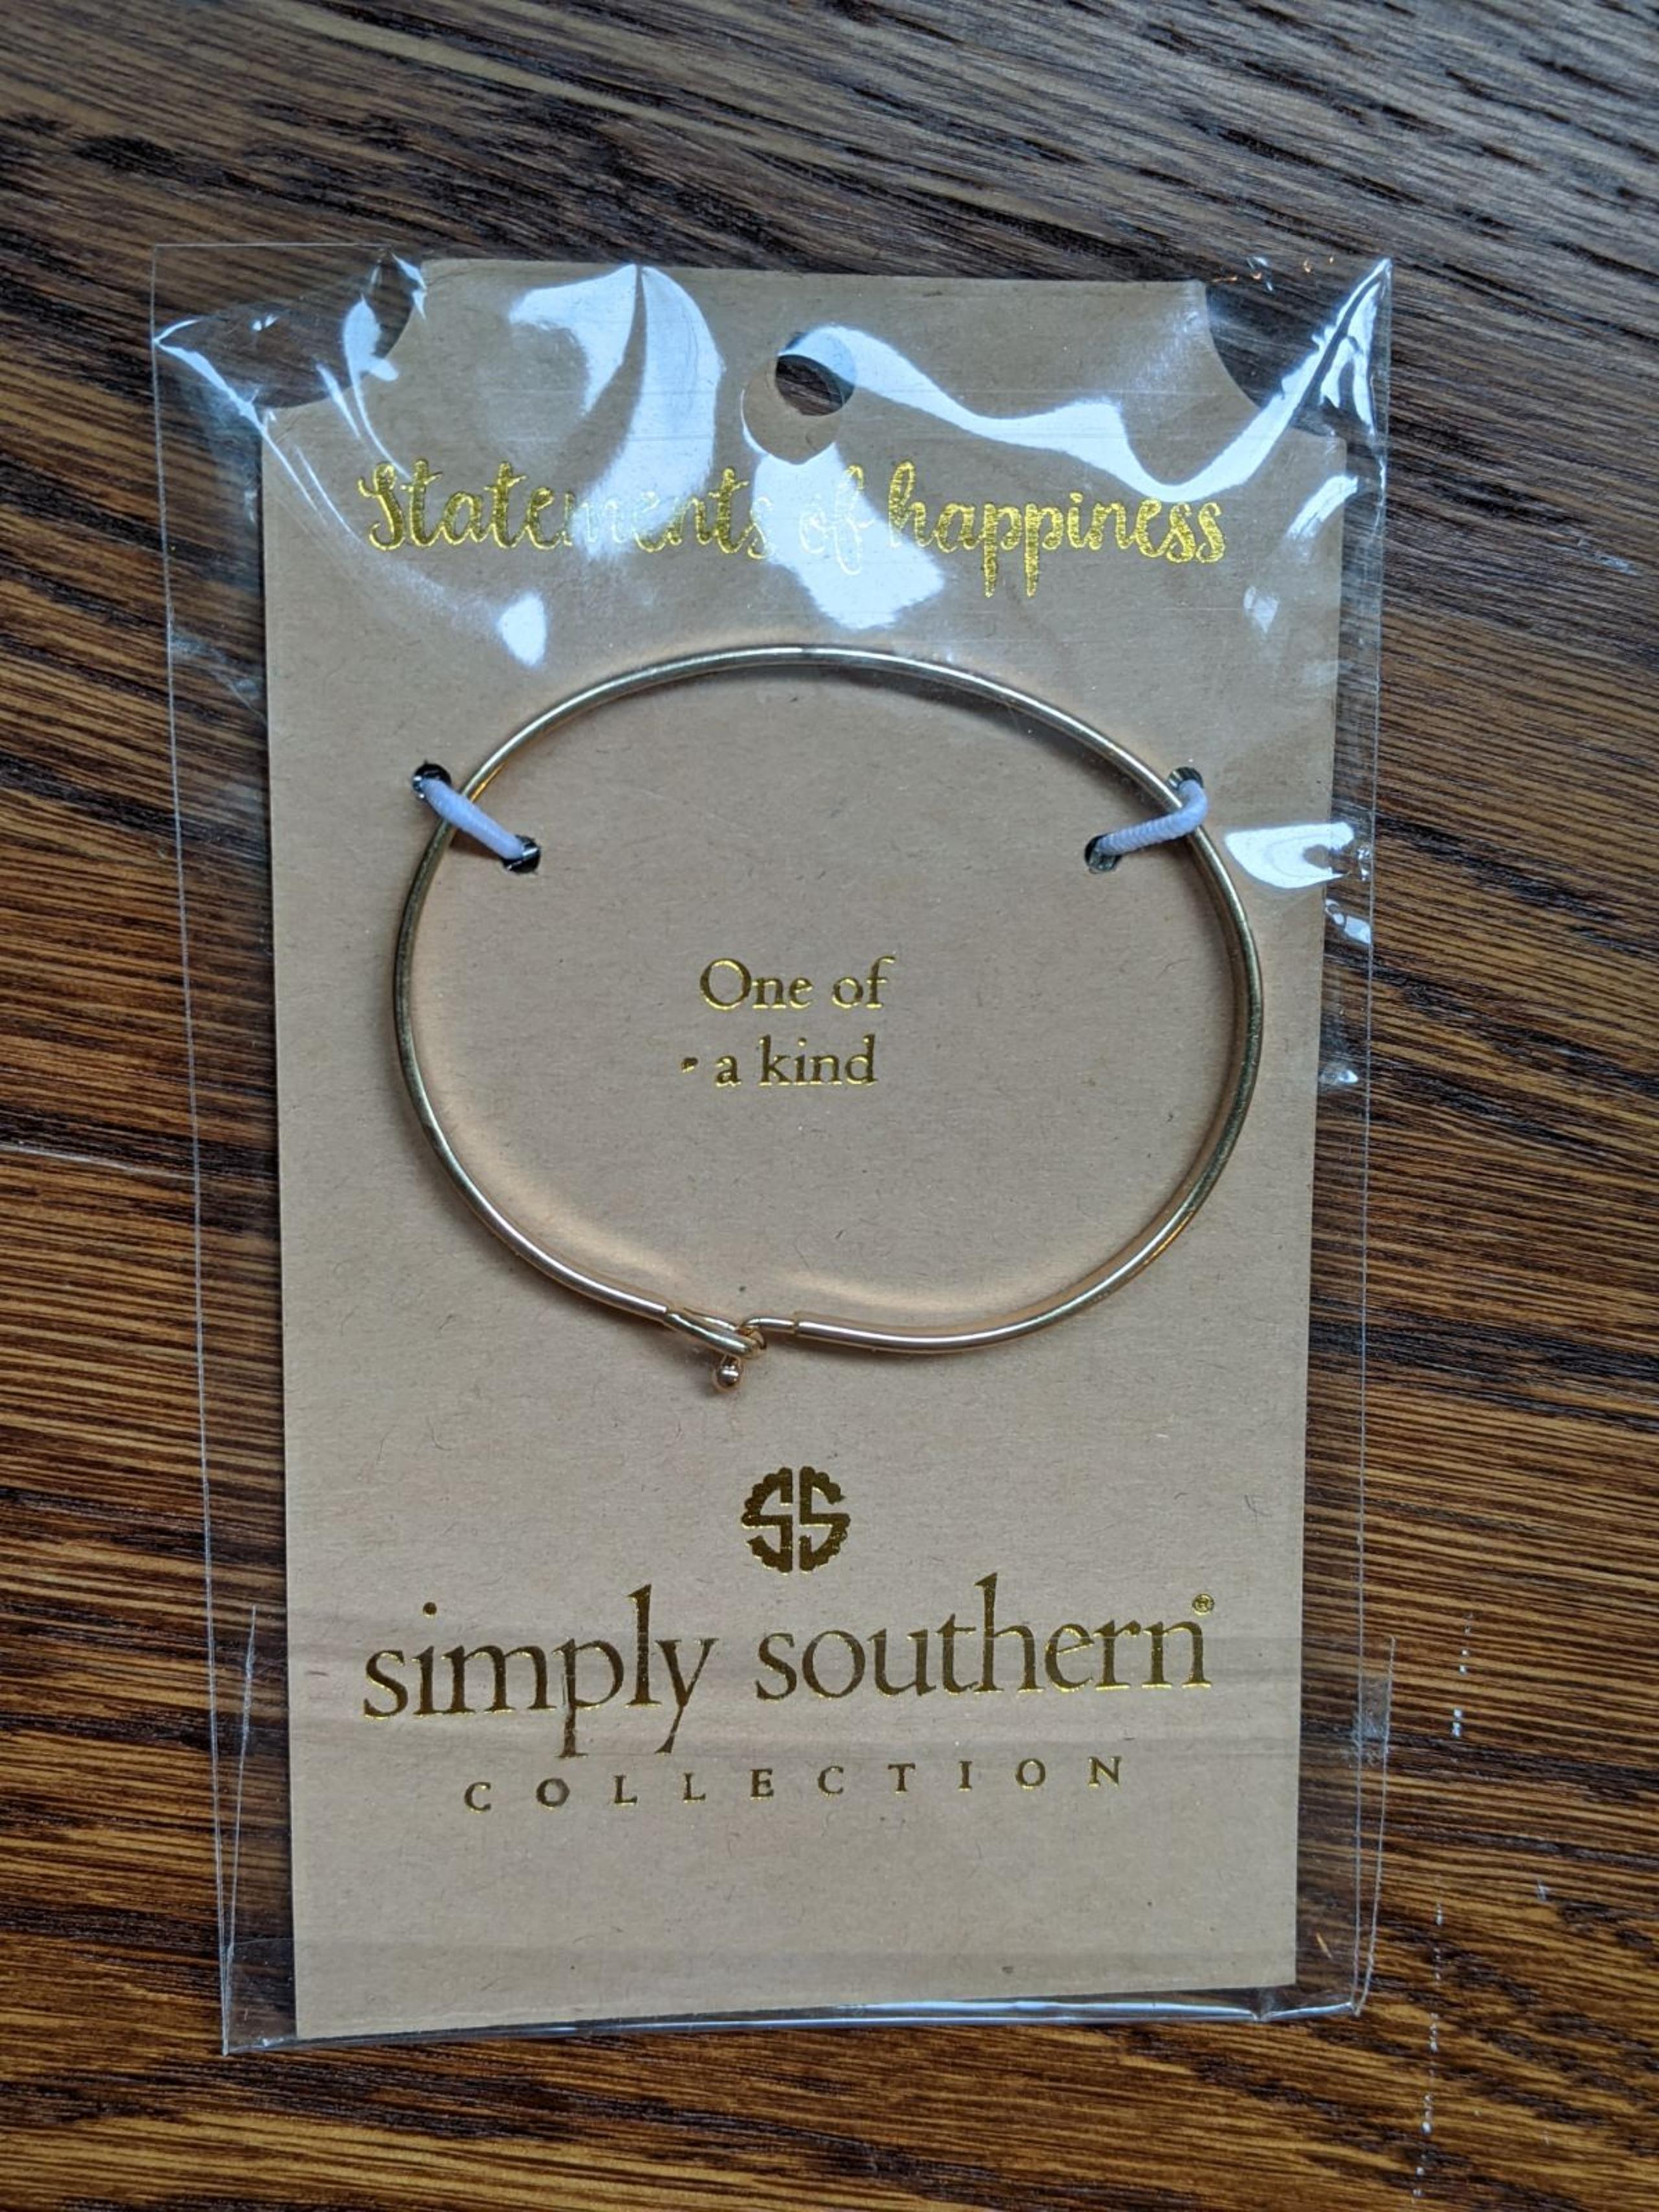 Statements of happiness
One of
- a kind
SS
simply southern®
COLLECTION